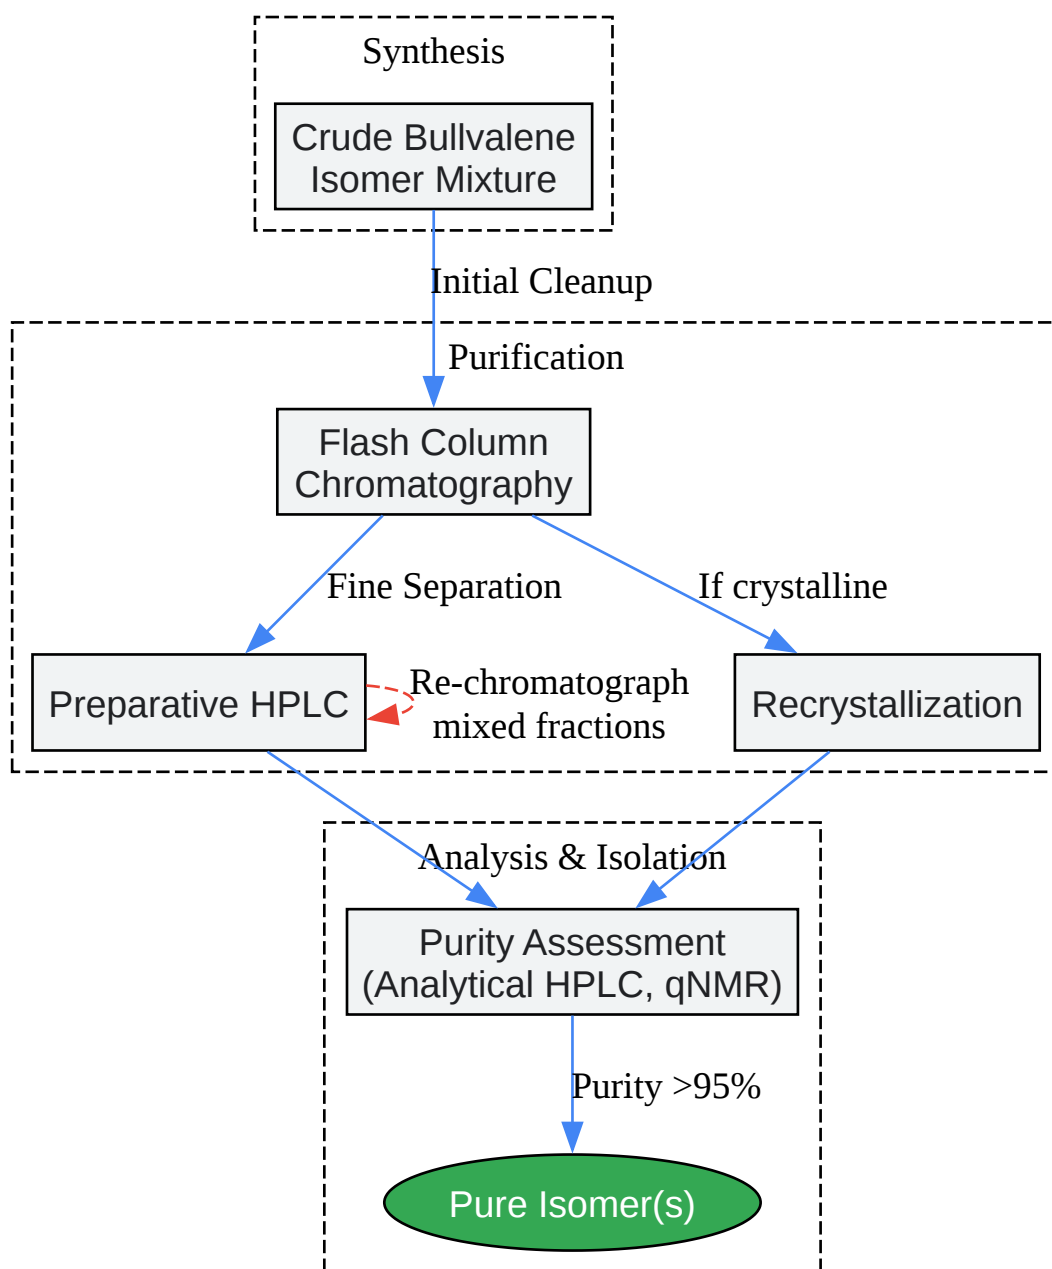 Synthesis
Crude Bullvalene
Isomer Mixture
Initial Cleanup
Purification
Flash Column
Chromatography
Fine Separation
If crystalline
Preparative HPLC
Re-chromatograph
mixed fractions
Recrystallization
Analysis & Isolation
Purity Assessment
(Analytical HPLC, qNMR)
Purity >95%
Pure Isomer(s)